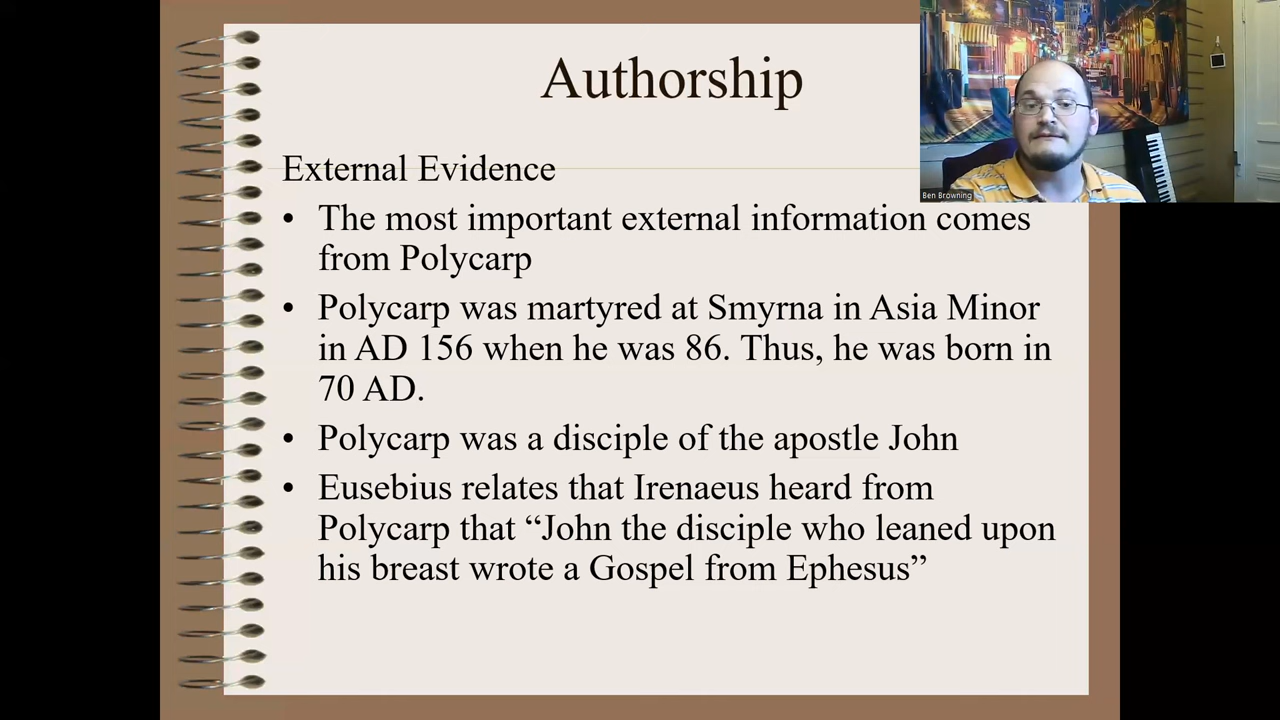 Authorship
External Evidence
• The most important external information comes
from Polycarp
• Polycarp was martyred at Smyrna in Asia Minor
in AD 156 when he was 86. Thus, he was born in
70 AD.
• Polycarp was a disciple of the apostle John
• Eusebius relates that Irenaeus heard from
Polycarp that “John the disciple who leaned upon
his breast wrote a Gospel from Ephesus”
Ben Browning